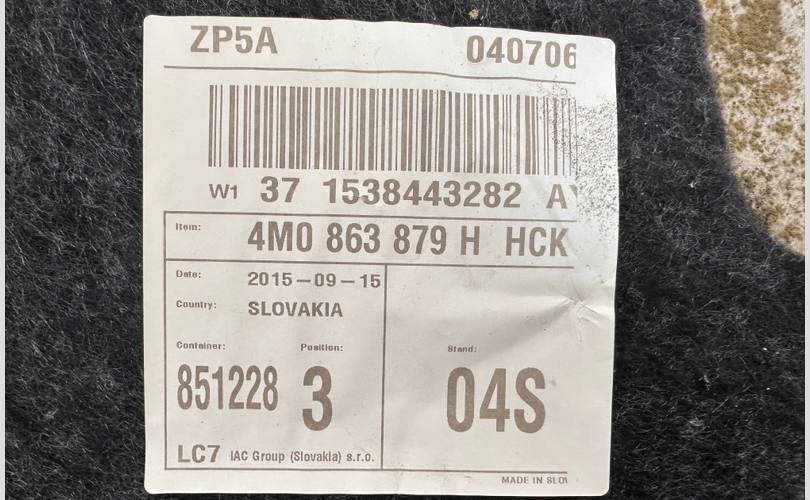 ZP5A 040706
W1 37 1538443282 A
Item: 4M0 863 879 H HCK
Date: 2015-09-15
Country: SLOVAKIA
Container: Position: Stand:
851228 3 04S
LC7 IAC Group (Slovakia) s.r.o.
MADE IN SLO